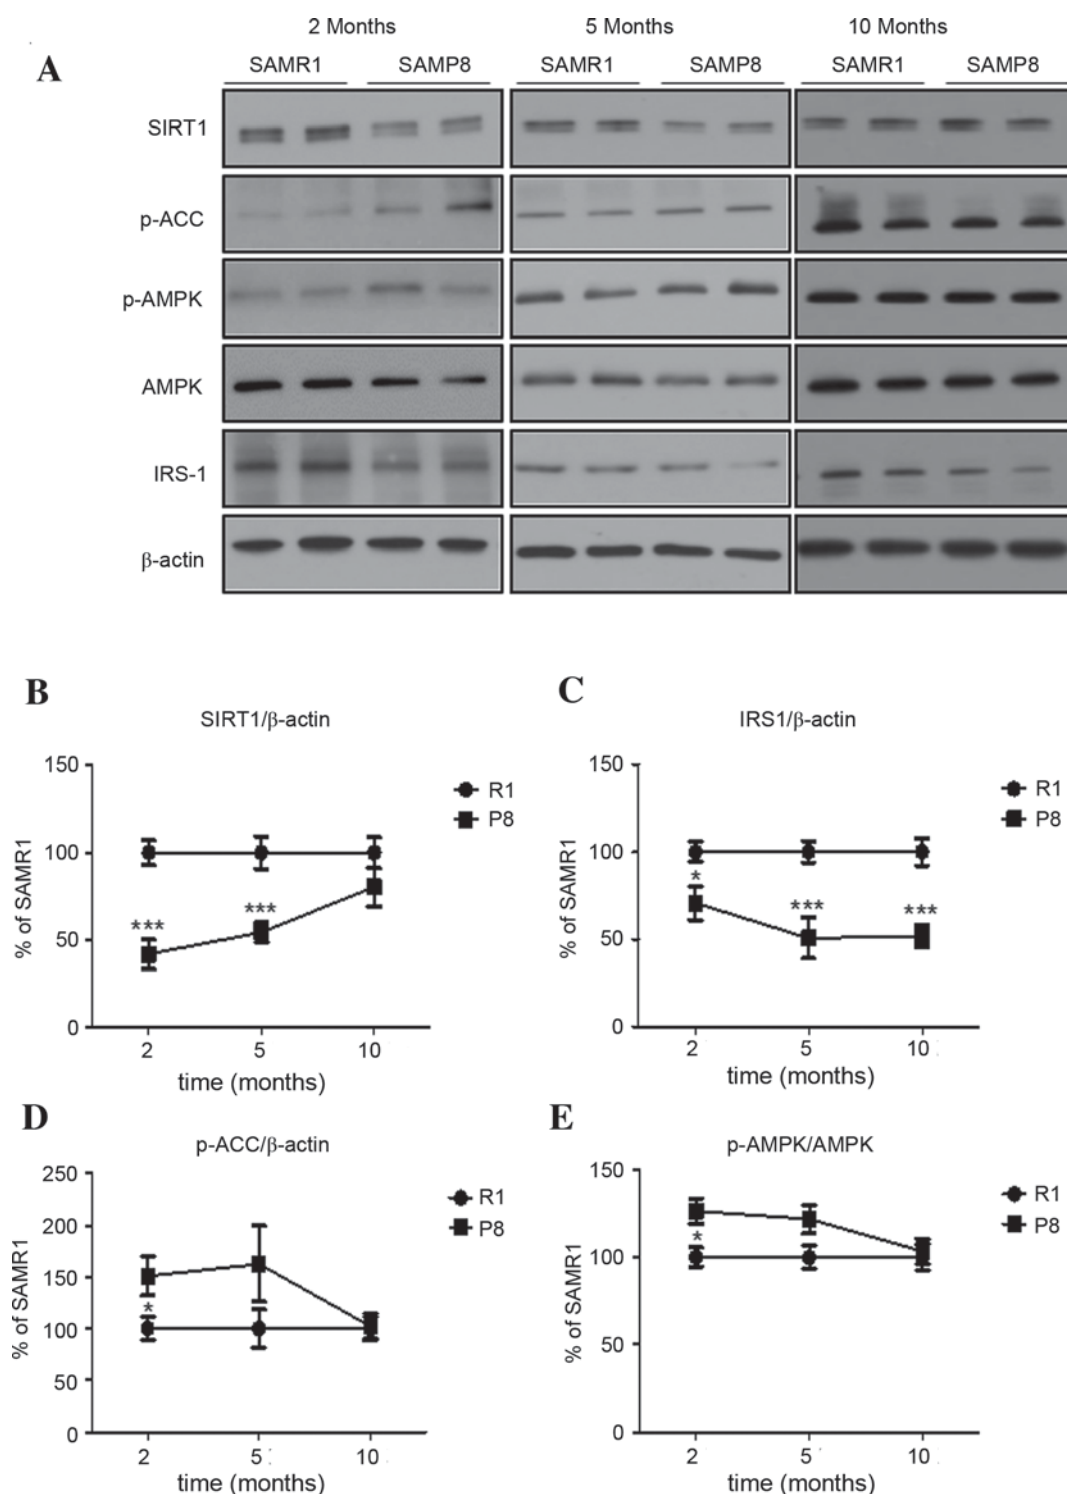 2 Months 5 Months 10 Months
A
SAMR1 SAMP8 SAMR1 SAMP8 SAMR1 SAMP8
SIRT1
p-ACC
p-AMPK
AMPK
IRS-1
β-actin
B
SIRT1/β-actin
150
100
50
0
% of SAMR1
R1
P8
***
***
2 5 10
time (months)
C
IRS1/β-actin
150
100
50
0
% of SAMR1
R1
P8
*
***
***
2 5 10
time (months)
D
p-ACC/β-actin
250
200
150
100
50
0
% of SAMR1
R1
P8
*
2 5 10
time (months)
E
p-AMPK/AMPK
150
100
50
0
% of SAMR1
R1
P8
*
2 5 10
time (months)